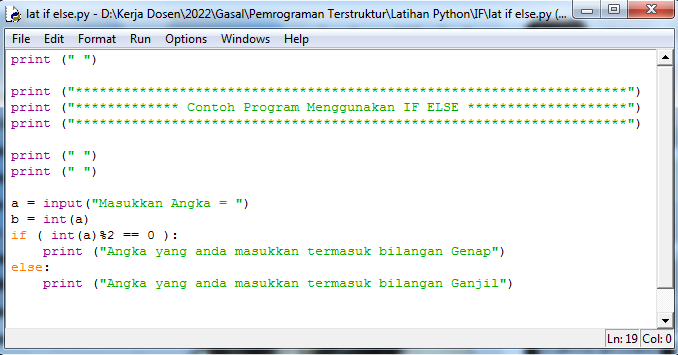 lat if else.py - D:\Kerja Dosen\2022\Gasal\Pemrograman Terstruktur\Latihan Python\IF\lat if else.py (...
File Edit Format Run Options Windows Help
print (" ")
print ("**********************************************************************")
print ("************* Contoh Program Menggunakan IF ELSE ********************")
print ("**********************************************************************")
print (" ")
print (" ")
a = input("Masukkan Angka = ")
b = int(a)
if ( int(a)%2 == 0 ):
    print ("Angka yang anda masukkan termasuk bilangan Genap")
else:
    print ("Angka yang anda masukkan termasuk bilangan Ganjil")
Ln: 19 Col: 0